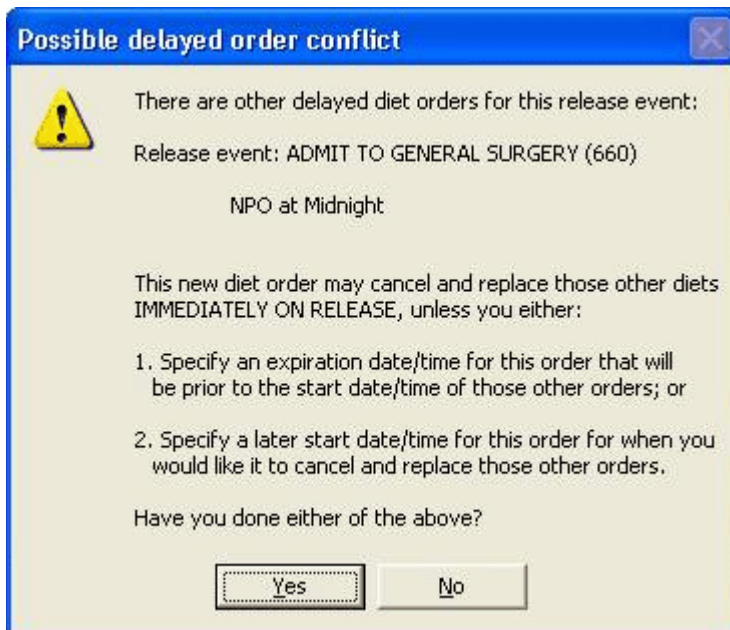 Possible delayed order conflict
There are other delayed diet orders for this release event:
Release event: ADMIT TO GENERAL SURGERY (660)
NPO at Midnight
This new diet order may cancel and replace those other diets
IMMEDIATELY ON RELEASE, unless you either:
1. Specify an expiration date/time for this order that will
be prior to the start date/time of those other orders; or
2. Specify a later start date/time for this order for when you
would like it to cancel and replace those other orders.
Have you done either of the above?
Yes No